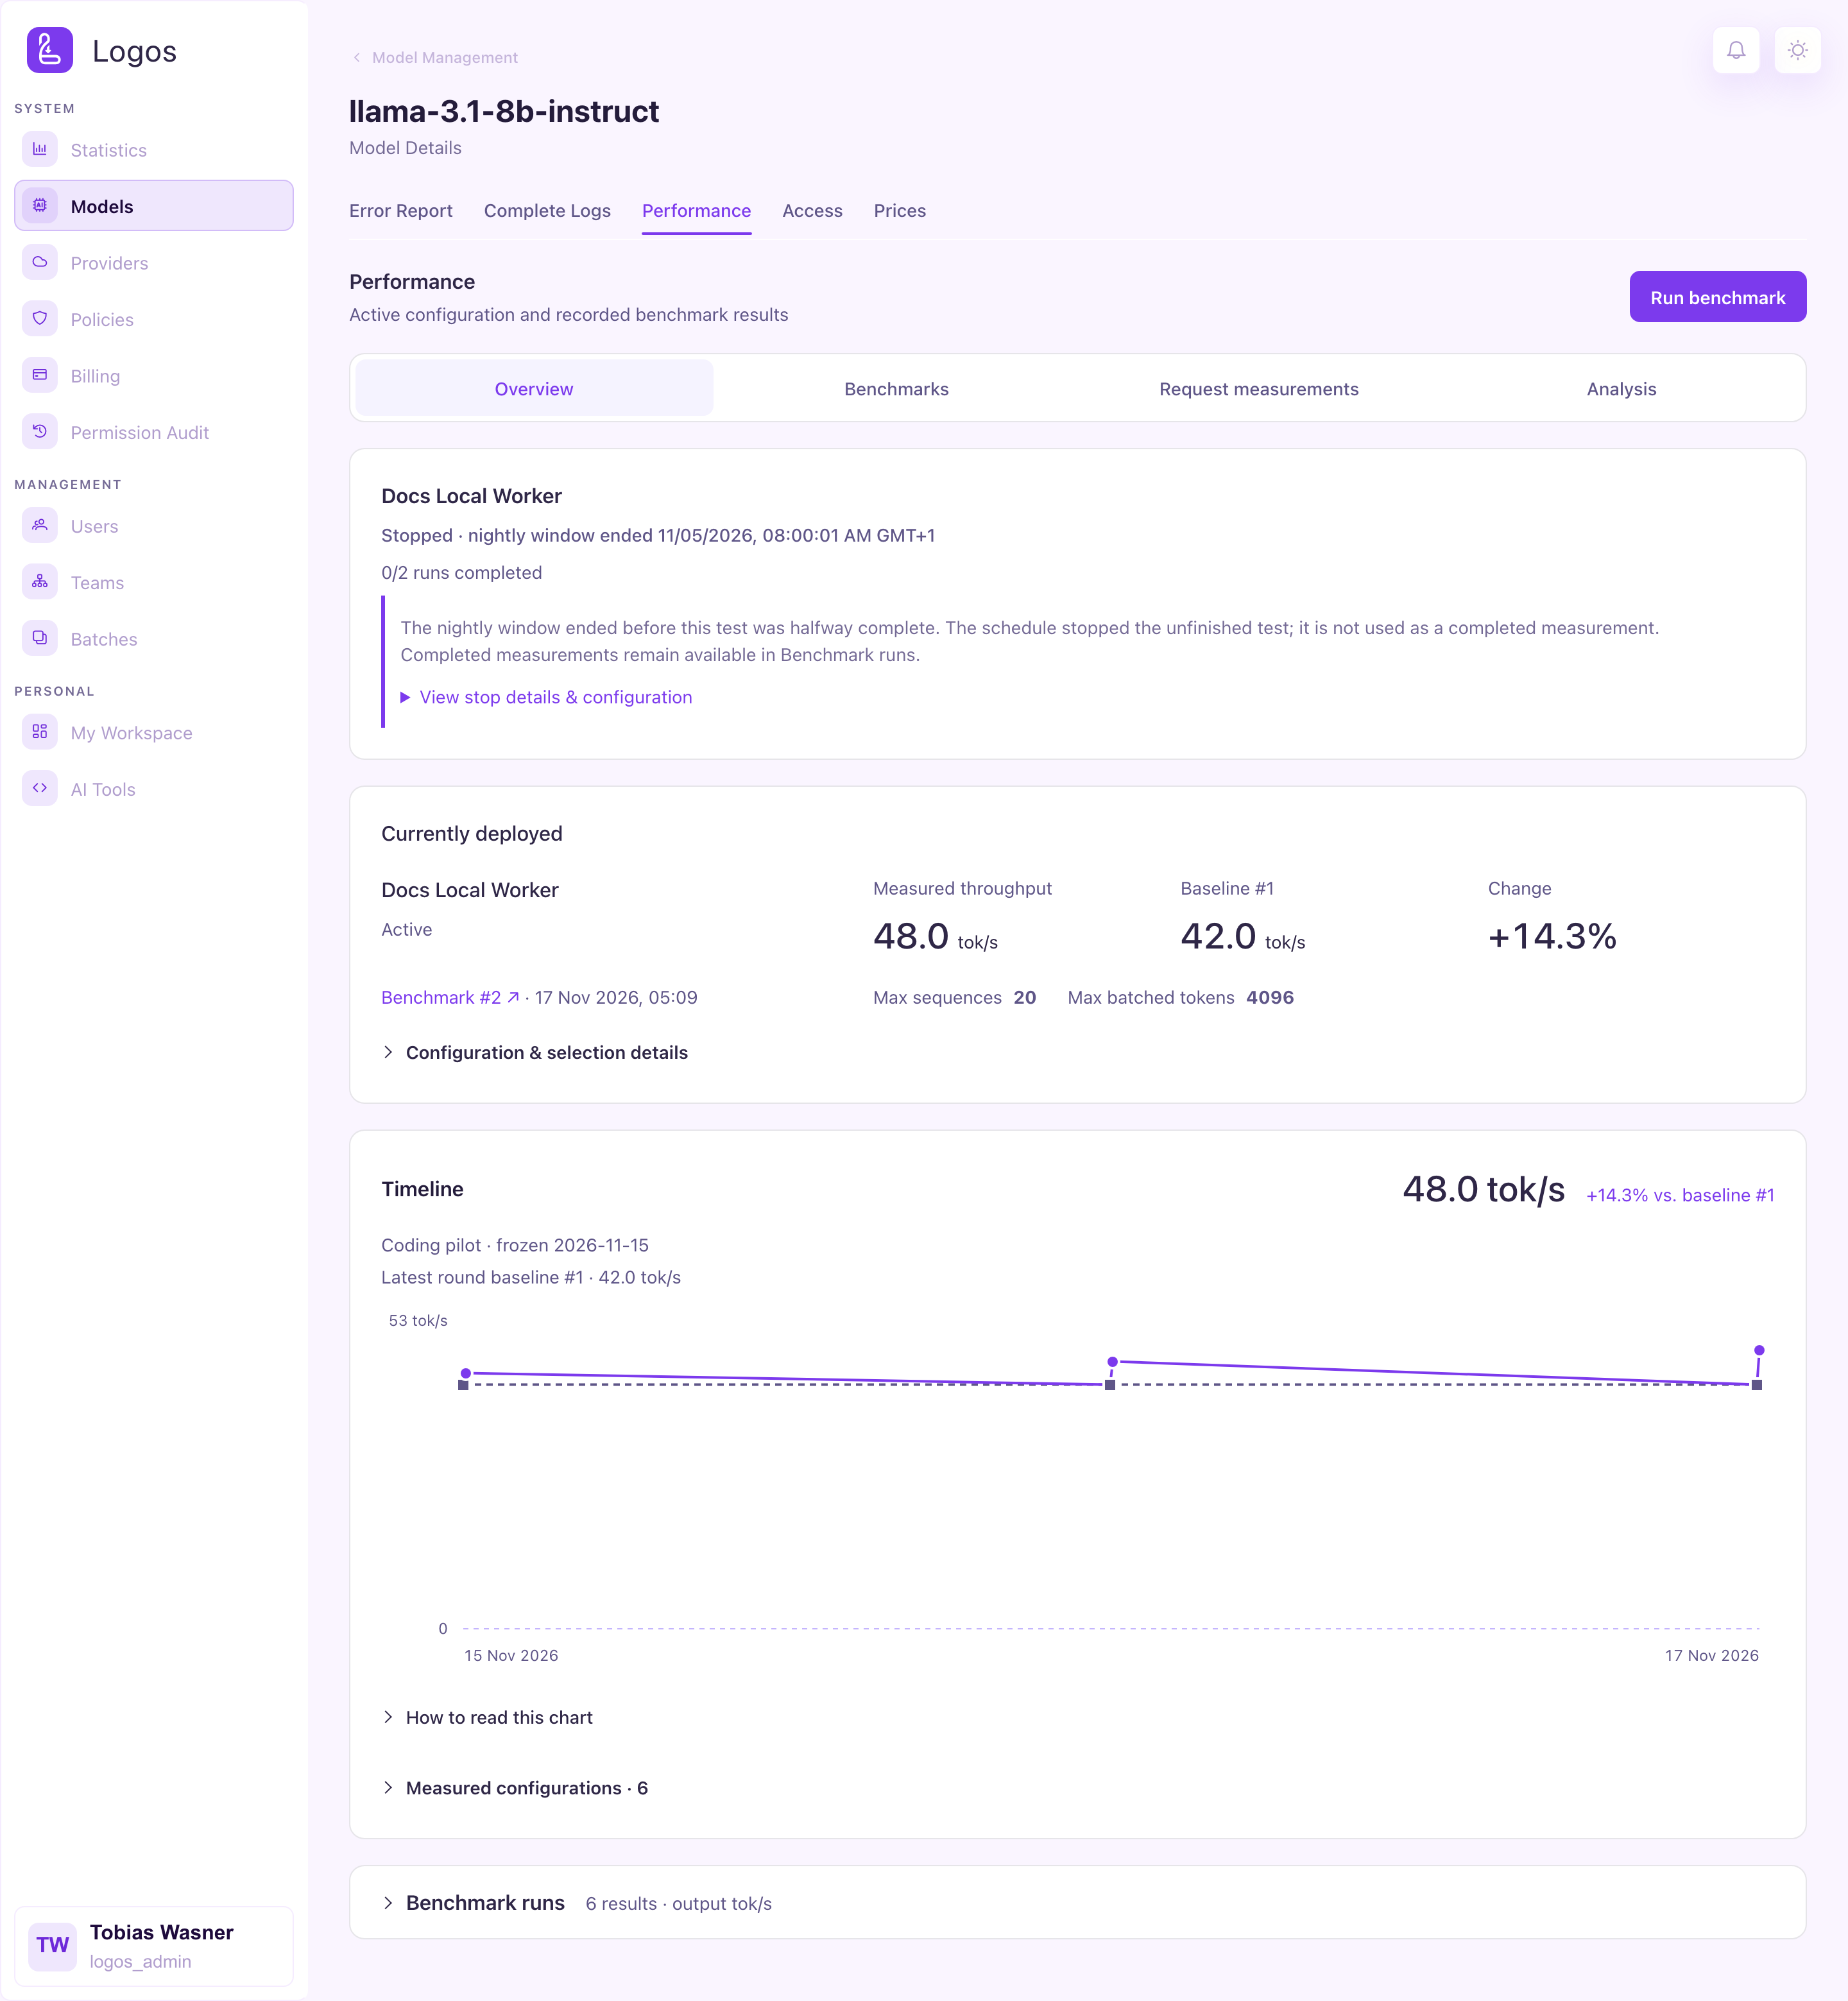 Logos
SYSTEM
Statistics
Models
Providers
Policies
Billing
Permission Audit
MANAGEMENT
Users
Teams
Batches
PERSONAL
My Workspace
AI Tools
TW
Tobias Wasner
logos_admin
Model Management
llama-3.1-8b-instruct
Model Details
Error Report
Complete Logs
Performance
Access
Prices
Performance
Active configuration and recorded benchmark results
Run benchmark
Overview
Benchmarks
Request measurements
Analysis
Docs Local Worker
Stopped · nightly window ended 11/05/2026, 08:00:01 AM GMT+1
0/2 runs completed
The nightly window ended before this test was halfway complete. The schedule stopped the unfinished test; it is not used as a completed measurement.
Completed measurements remain available in Benchmark runs.
View stop details & configuration
Currently deployed
Docs Local Worker
Active
Measured throughput
48.0 tok/s
Baseline #1
42.0 tok/s
Change
+14.3%
Benchmark #2 ↗ · 17 Nov 2026, 05:09
Max sequences 20
Max batched tokens 4096
Configuration & selection details
Timeline
48.0 tok/s
+14.3% vs. baseline #1
Coding pilot · frozen 2026-11-15
Latest round baseline #1 · 42.0 tok/s
53 tok/s
0
15 Nov 2026
17 Nov 2026
How to read this chart
Measured configurations · 6
Benchmark runs
6 results · output tok/s